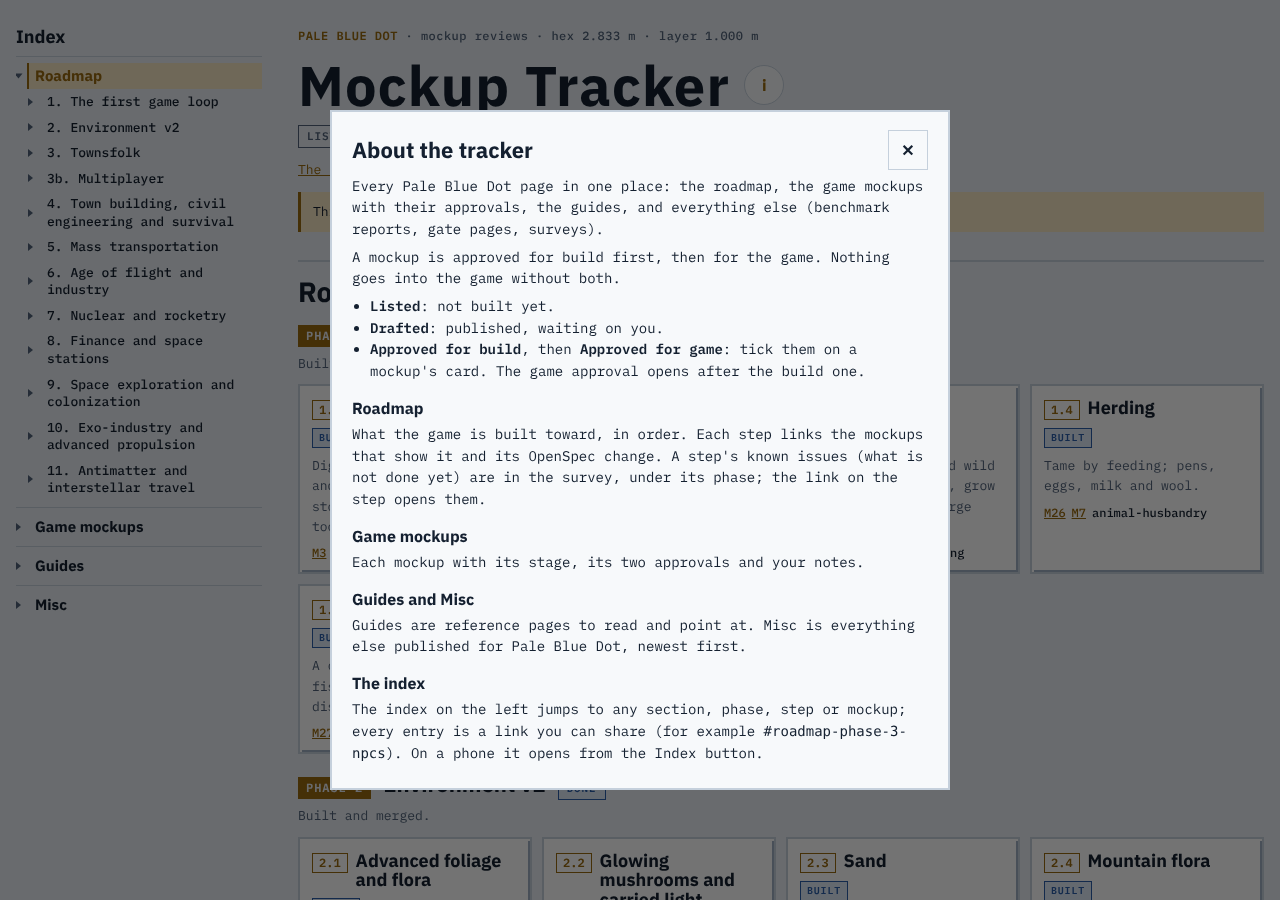 Index
Roadmap
1. The first game loop
2. Environment v2
3. Townsfolk
3b. Multiplayer
4. Town building, civil
engineering and survival
5. Mass transportation
6. Age of flight and
industry
7. Nuclear and rocketry
8. Finance and space
stations
9. Space exploration and
colonization
10. Exo-industry and
advanced propulsion
11. Antimatter and
interstellar travel
Game mockups
Guides
Misc
PALE BLUE DOT · mockup reviews · hex 2.833 m · layer 1.000 m
Mockup Tracker i
The
About the tracker
Every Pale Blue Dot page in one place: the roadmap, the game mockups
with their approvals, the guides, and everything else (benchmark
reports, gate pages, surveys).
A mockup is approved for build first, then for the game. Nothing
goes into the game without both.
• Listed: not built yet.
• Drafted: published, waiting on you.
• Approved for build, then Approved for game: tick them on a
mockup's card. The game approval opens after the build one.
Roadmap
What the game is built toward, in order. Each step links the mockups
that show it and its OpenSpec change. A step's known issues (what is
not done yet) are in the survey, under its phase; the link on the
step opens them.
Game mockups
Each mockup with its stage, its two approvals and your notes.
Guides and Misc
Guides are reference pages to read and point at. Misc is everything
else published for Pale Blue Dot, newest first.
The index
The index on the left jumps to any section, phase, step or mockup;
every entry is a link you can share (for example #roadmap-phase-3-
npcs). On a phone it opens from the Index button.
M3
wild
, grow
1.4 Herding
BUILT
Tame by feeding; pens,
eggs, milk and wool.
M26 M7 animal-husbandry
Built and merged.
2.1 Advanced foliage
and flora
2.2 Glowing
mushrooms and
carried light
2.3 Sand
BUILT
2.4 Mountain flora
BUILT